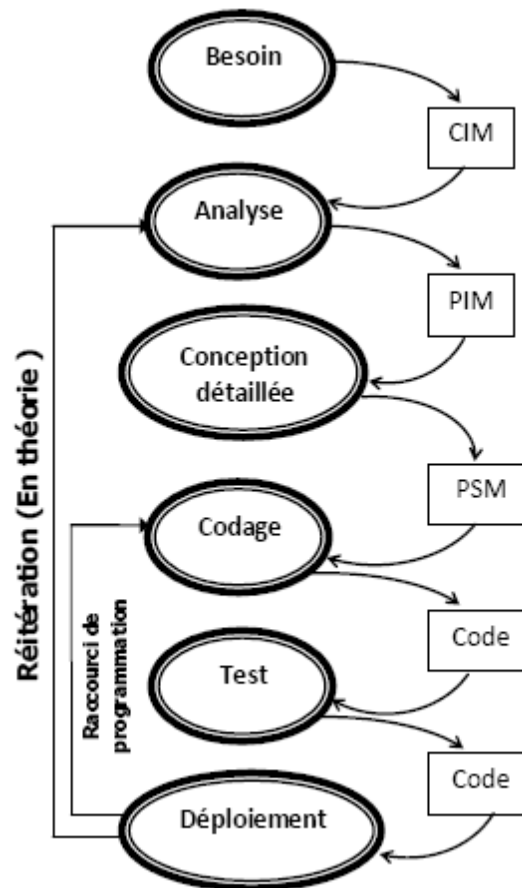 Besoin
CIM
Analyse
PIM
Conception
détaillée
PSM
Codage
Code
Test
Code
Déploiement
Réitération (En théorie )
Raccourci de
programmation